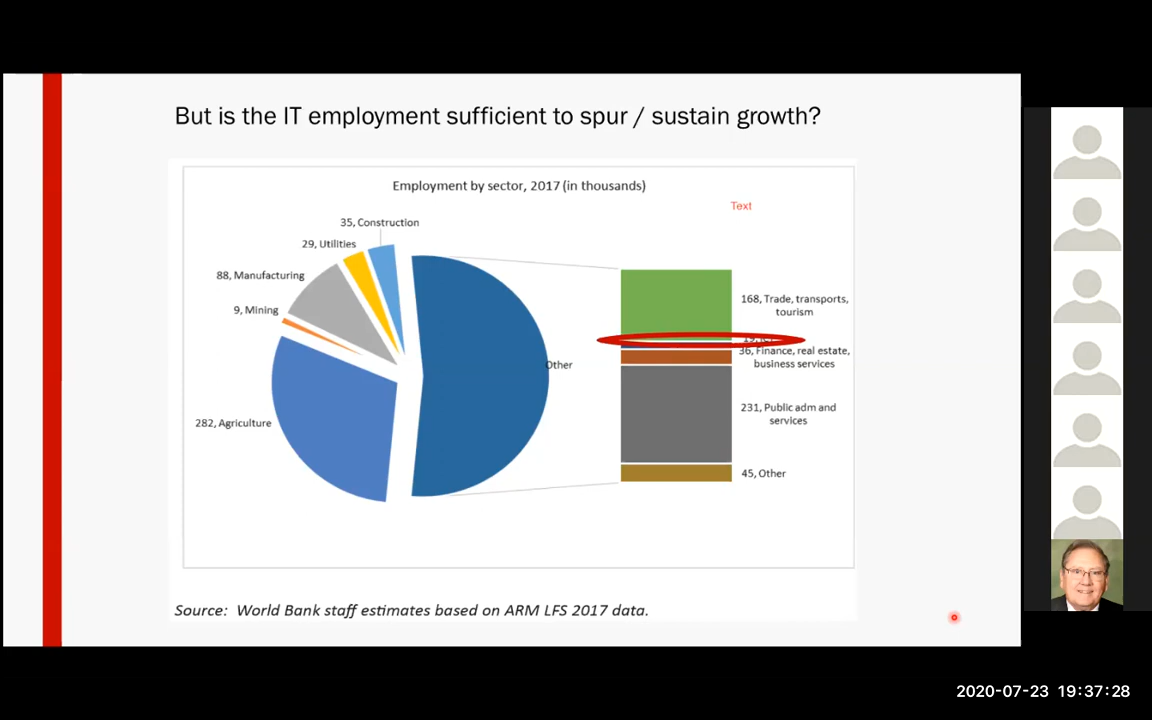 But is the IT employment sufficient to spur / sustain growth?
Employment by sector, 2017 (in thousands)
Text
35, Construction
29, Utilities
88, Manufacturing
9, Mining
282, Agriculture
Other
168, Trade, transports,
tourism
36, Finance, real estate,
business services
231, Public adm and
services
45, Other
Source: World Bank staff estimates based on ARM LFS 2017 data.
2020-07-23 19:37:28